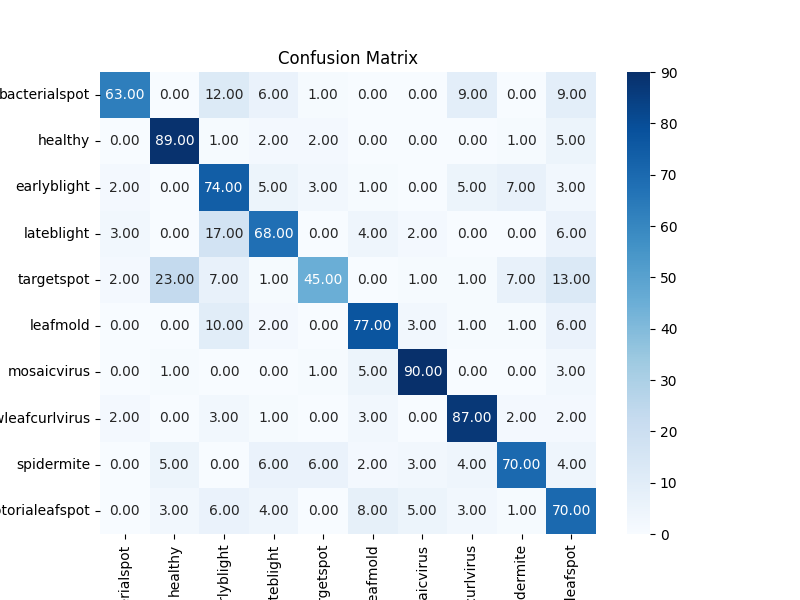 Confusion Matrix
bacterialspot 63.00 0.00 12.00 6.00 1.00 0.00 0.00 9.00 0.00 9.00
healthy 0.00 89.00 1.00 2.00 2.00 0.00 0.00 0.00 1.00 5.00
earlyblight 2.00 0.00 74.00 5.00 3.00 1.00 0.00 5.00 7.00 3.00
lateblight 3.00 0.00 17.00 68.00 0.00 4.00 2.00 0.00 0.00 6.00
targetspot 2.00 23.00 7.00 1.00 45.00 0.00 1.00 1.00 7.00 13.00
leafmold 0.00 0.00 10.00 2.00 0.00 77.00 3.00 1.00 1.00 6.00
mosaicvirus 0.00 1.00 0.00 0.00 1.00 5.00 90.00 0.00 0.00 3.00
wleafcurlvirus 2.00 0.00 3.00 1.00 0.00 3.00 0.00 87.00 2.00 2.00
spidermite 0.00 5.00 0.00 6.00 6.00 2.00 3.00 4.00 70.00 4.00
torialeafspot 0.00 3.00 6.00 4.00 0.00 8.00 5.00 3.00 1.00 70.00
rialspot
healthy
rlyblight
teblight
rgetspot
eafmold
aicvirus
urlvirus
dermite
leafspot
90
80
70
60
50
40
30
20
10
0